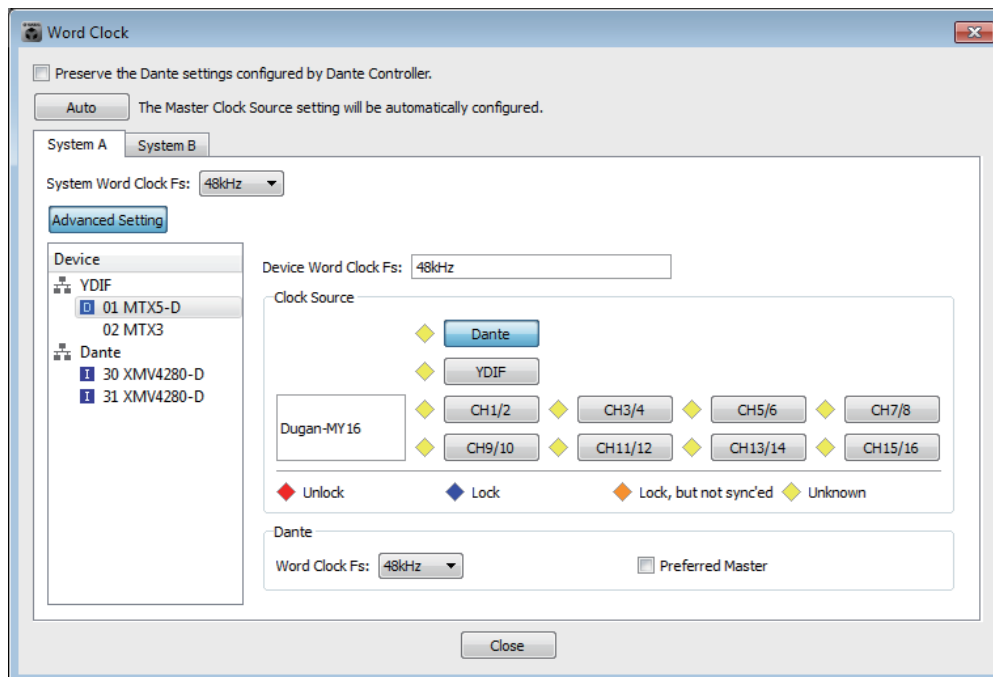 Word Clock
Preserve the Dante settings configured by Dante Controller.
Auto The Master Clock Source setting will be automatically configured.
System A System B
System Word Clock Fs: 48kHz
Advanced Setting
Device
YDIF
D 01 MTX5-D
02 MTX3
Dante
I 30 XMV4280-D
I 31 XMV4280-D
Device Word Clock Fs: 48kHz
Clock Source
Dante
YDIF
Dugan-MY16
CH1/2 CH3/4 CH5/6 CH7/8
CH9/10 CH11/12 CH13/14 CH15/16
Unlock Lock Lock, but not sync'ed Unknown
Dante
Word Clock Fs: 48kHz Preferred Master
Close